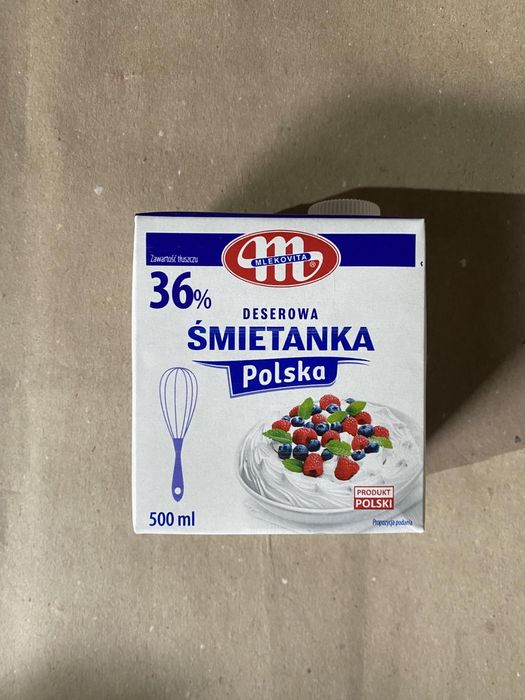 MLEKOVITA ®
Zawartość tłuszczu
36%
DESEROWA
ŚMIETANKA
Polska
PRODUKT
POLSKI
500 ml
Propozycja podania